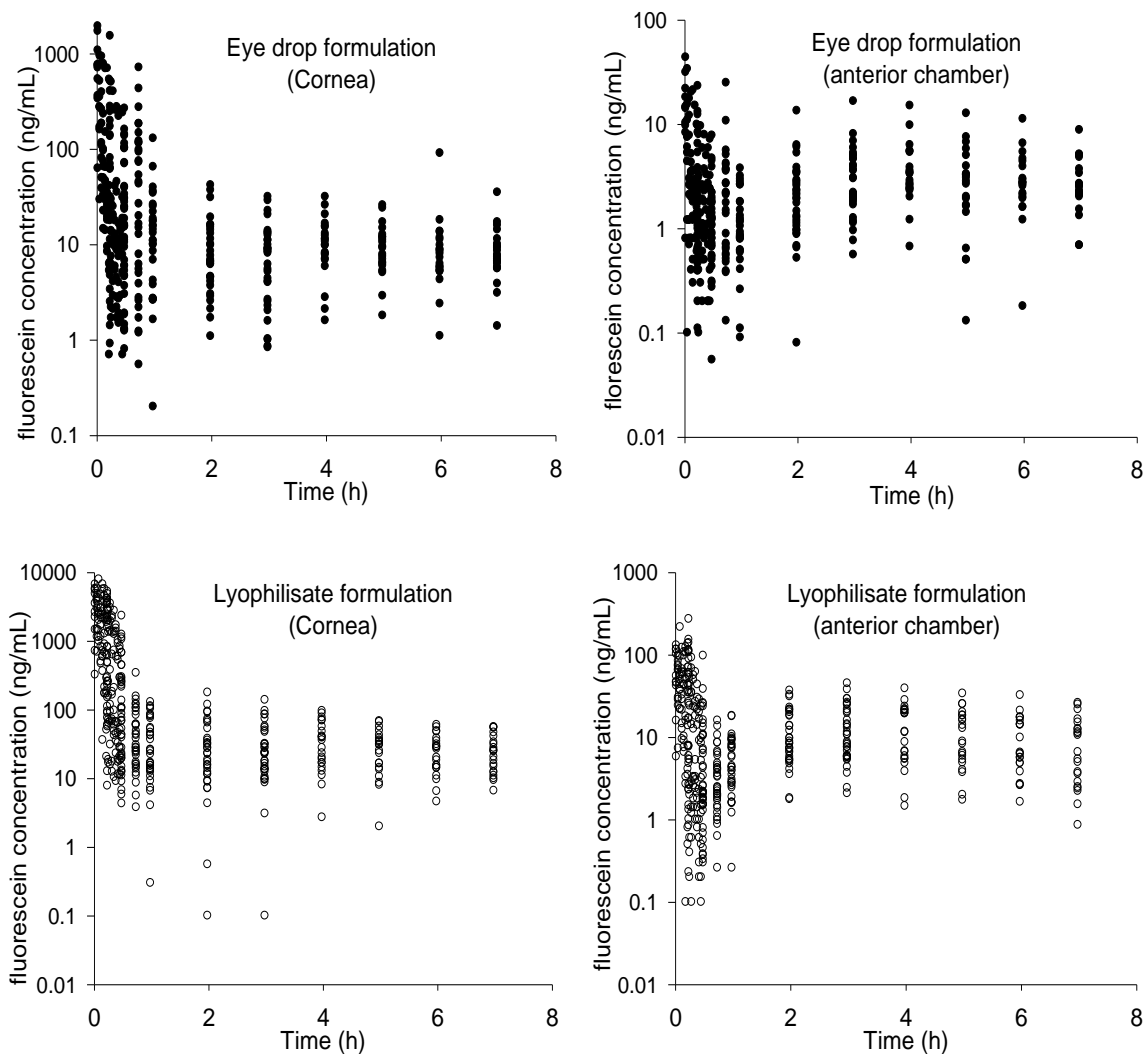 Eye drop formulation
(Cornea)
fluorescein concentration (ng/mL)
1000
100
10
1
0.1
0
2
4
6
8
Time (h)
Eye drop formulation
(anterior chamber)
florescein concentration (ng/mL)
100
10
1
0.1
0.01
0
2
4
6
8
Time (h)
Lyophilisate formulation
(Cornea)
fluorescein concentration (ng/mL)
10000
1000
100
10
1
0.1
0.01
0
2
4
6
8
Time (h)
Lyophilisate formulation
(anterior chamber)
fluorescein concentration (ng/mL)
1000
100
10
1
0.1
0.01
0
2
4
6
8
Time (h)